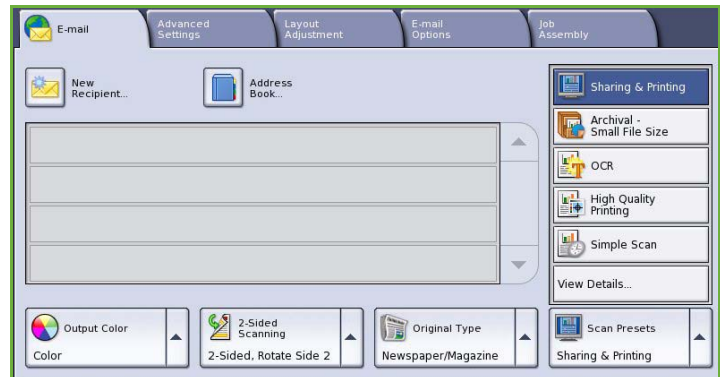 E-mail
Advanced
Settings
Layout
Adjustment
E-mail
Options
Job
Assembly
New
Recipient...
Address
Book...
Sharing & Printing
Archival -
Small File Size
OCR
High Quality
Printing
Simple Scan
View Details...
Output Color
Color
2-Sided
Scanning
2-Sided, Rotate Side 2
Original Type
Newspaper/Magazine
Scan Presets
Sharing & Printing